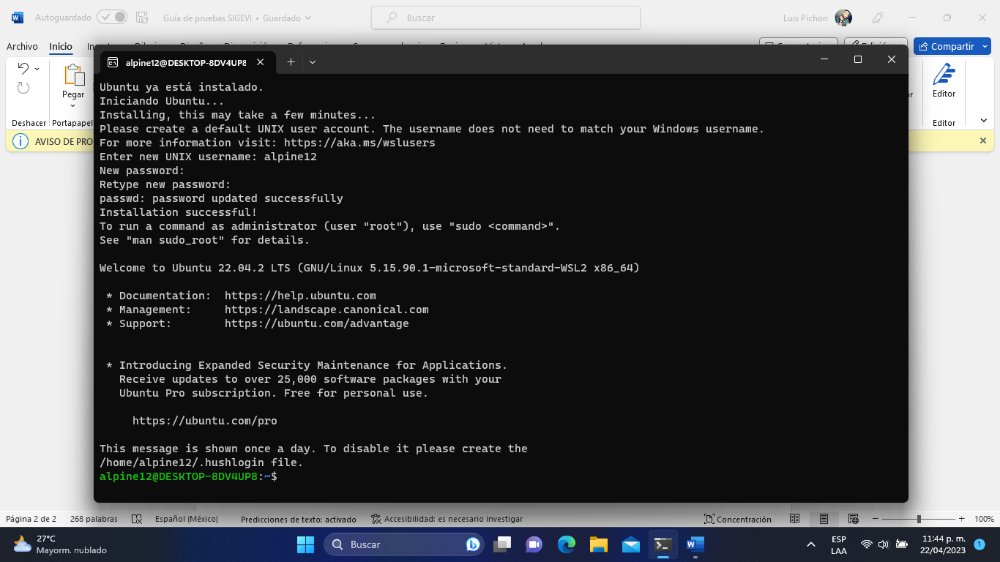 Autoguardado
Guía de pruebas SIGEVI • Guardado
Buscar
Luis Pichon
Archivo
Inicio
Compartir
alpine12@DESKTOP-8DV4UP8
Pegar
Editor
Deshacer
Portapapel
Editor
AVISO DE PRO
Ubuntu ya está instalado.
Iniciando Ubuntu...
Installing, this may take a few minutes...
Please create a default UNIX user account. The username does not need to match your Windows username.
For more information visit: https://aka.ms/wslusers
Enter new UNIX username: alpine12
New password:
Retype new password:
passwd: password updated successfully
Installation successful!
To run a command as administrator (user "root"), use "sudo <command>".
See "man sudo_root" for details.
Welcome to Ubuntu 22.04.2 LTS (GNU/Linux 5.15.90.1-microsoft-standard-WSL2 x86_64)
* Documentation: https://help.ubuntu.com
* Management: https://landscape.canonical.com
* Support: https://ubuntu.com/advantage
* Introducing Expanded Security Maintenance for Applications.
Receive updates to over 25,000 software packages with your
Ubuntu Pro subscription. Free for personal use.
https://ubuntu.com/pro
This message is shown once a day. To disable it please create the
/home/alpine12/.hushlogin file.
alpine12@DESKTOP-8DV4UP8:~$
Página 2 de 2
268 palabras
Español (México)
Predicciones de texto: activado
Accesibilidad: es necesario investigar
Concentración
100%
27°C
Mayorm. nublado
Buscar
ESP
LAA
11:44 p. m.
22/04/2023
1